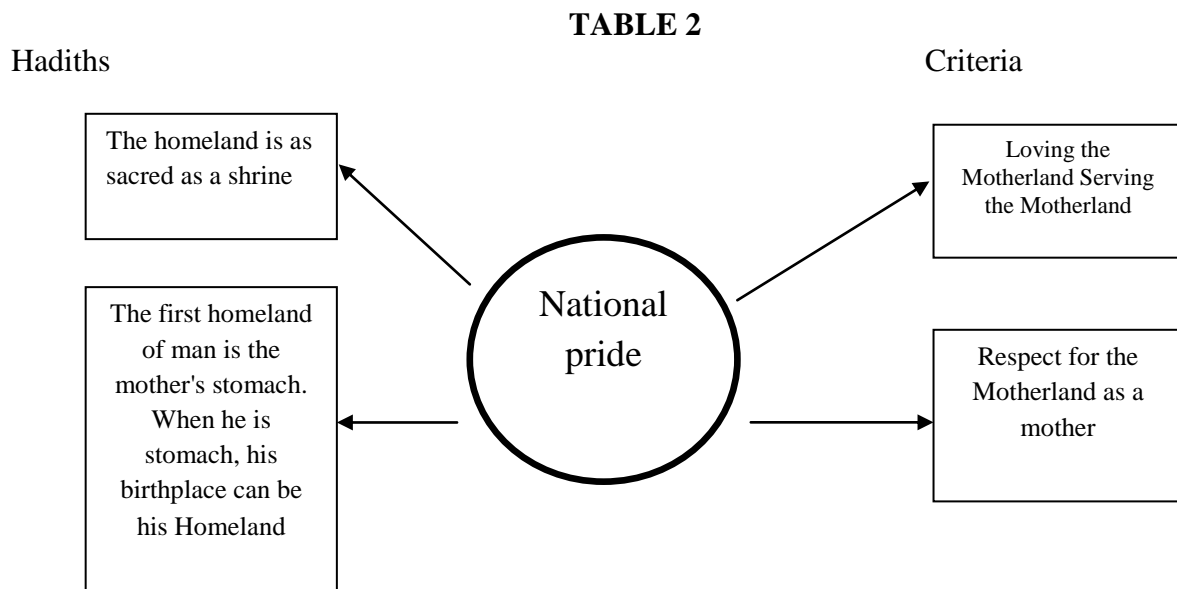 TABLE 2
Hadiths
Criteria
The homeland is as
sacred as a shrine
The first homeland
of man is the
mother's stomach.
When he is
stomach, his
birthplace can be
his Homeland
National
pride
Loving the
Motherland Serving
the Motherland
Respect for the
Motherland as a
mother